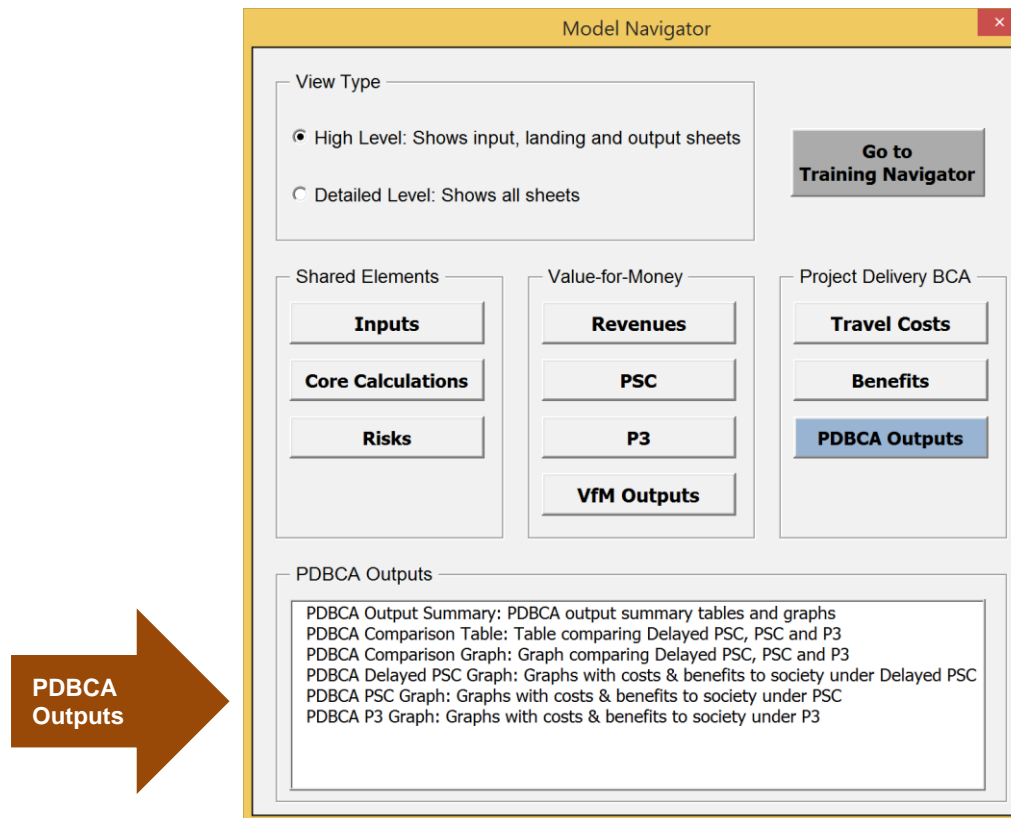 Model Navigator
×
View Type
High Level: Shows input, landing and output sheets
Detailed Level: Shows all sheets
Go to
Training Navigator
Shared Elements
Inputs
Core Calculations
Risks
Value-for-Money
Revenues
PSC
P3
VfM Outputs
Project Delivery BCA
Travel Costs
Benefits
PDBCA Outputs
PDBCA Outputs
PDBCA Output Summary: PDBCA output summary tables and graphs
PDBCA Comparison Table: Table comparing Delayed PSC, PSC and P3
PDBCA Comparison Graph: Graph comparing Delayed PSC, PSC and P3
PDBCA Delayed PSC Graph: Graphs with costs & benefits to society under Delayed PSC
PDBCA PSC Graph: Graphs with costs & benefits to society under PSC
PDBCA P3 Graph: Graphs with costs & benefits to society under P3
PDBCA
Outputs